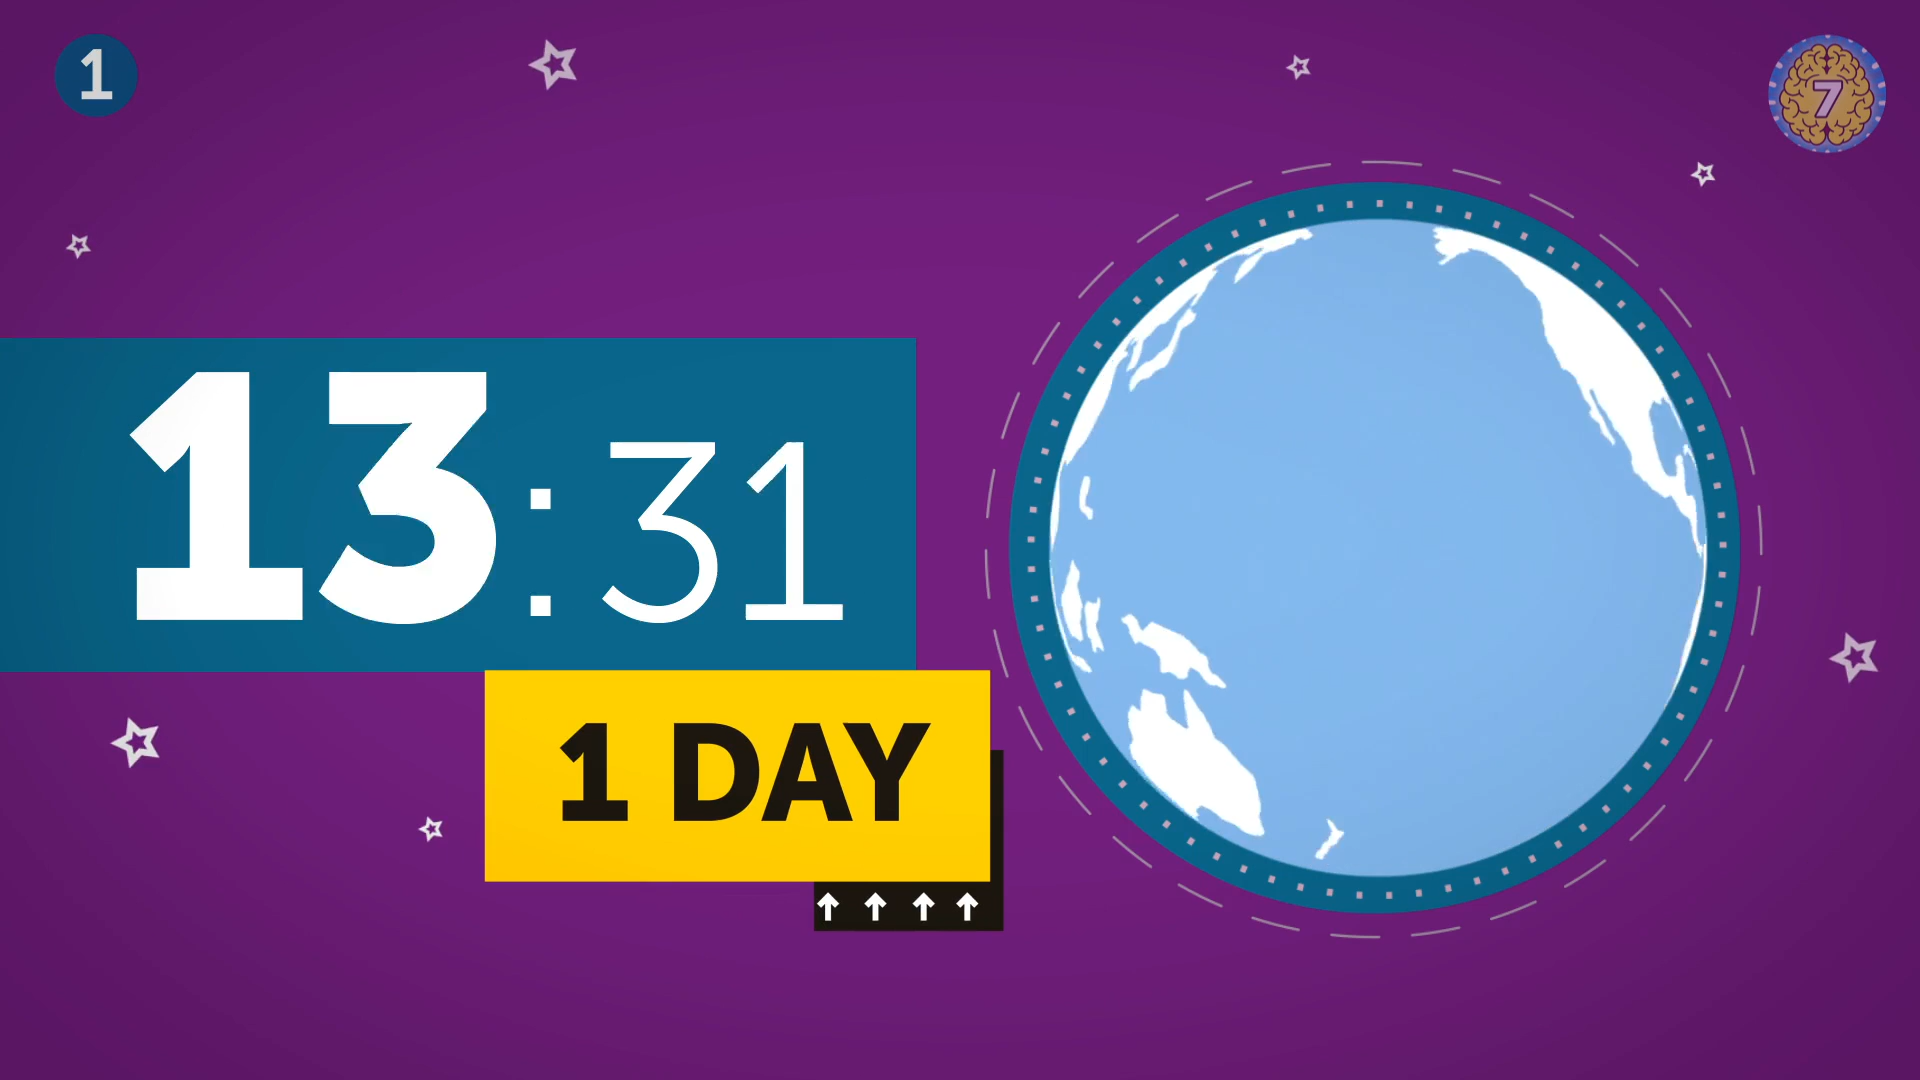 1
7
13:31
1 DAY
↑ ↑ ↑ ↑